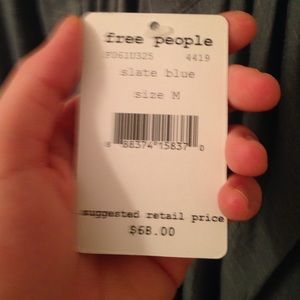 free people
F061U325 4419
slate blue
size M
8 88374 15837 0
suggested retail price
$68.00